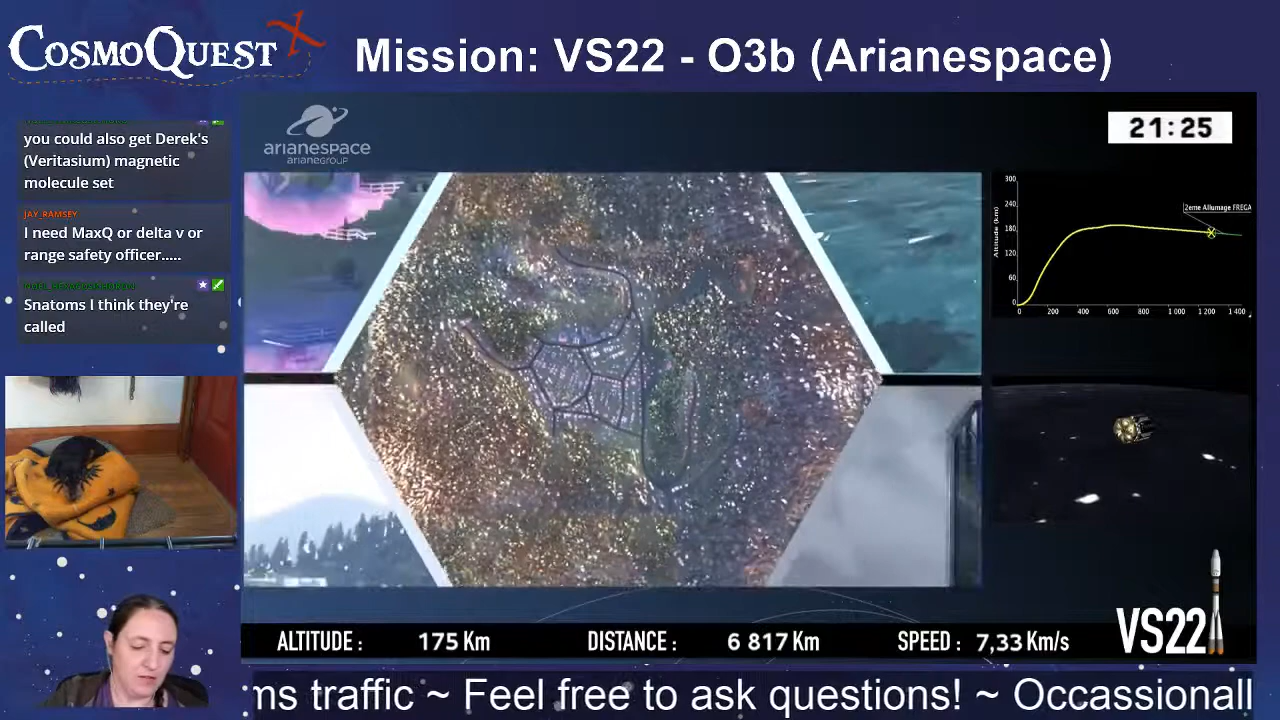 COSMOQUEST X
Mission: VS22 - O3b (Arianespace)
you could also get Derek's
(Veritasium) magnetic
molecule set
JAY_RAMSEY
I need MaxQ or delta v or
range safety officer.....
Snatoms I think they're
called
arianespace
arianeGROUP
21:25
300
240
180
120
60
0
Altitude (km)
2eme Allumage FREGA
0 200 400 600 800 1 000 1 200 1 400
ALTITUDE : 175 Km DISTANCE : 6 817 Km SPEED : 7,33 Km/s
VS22
ms traffic ~ Feel free to ask questions! ~ Occassionall